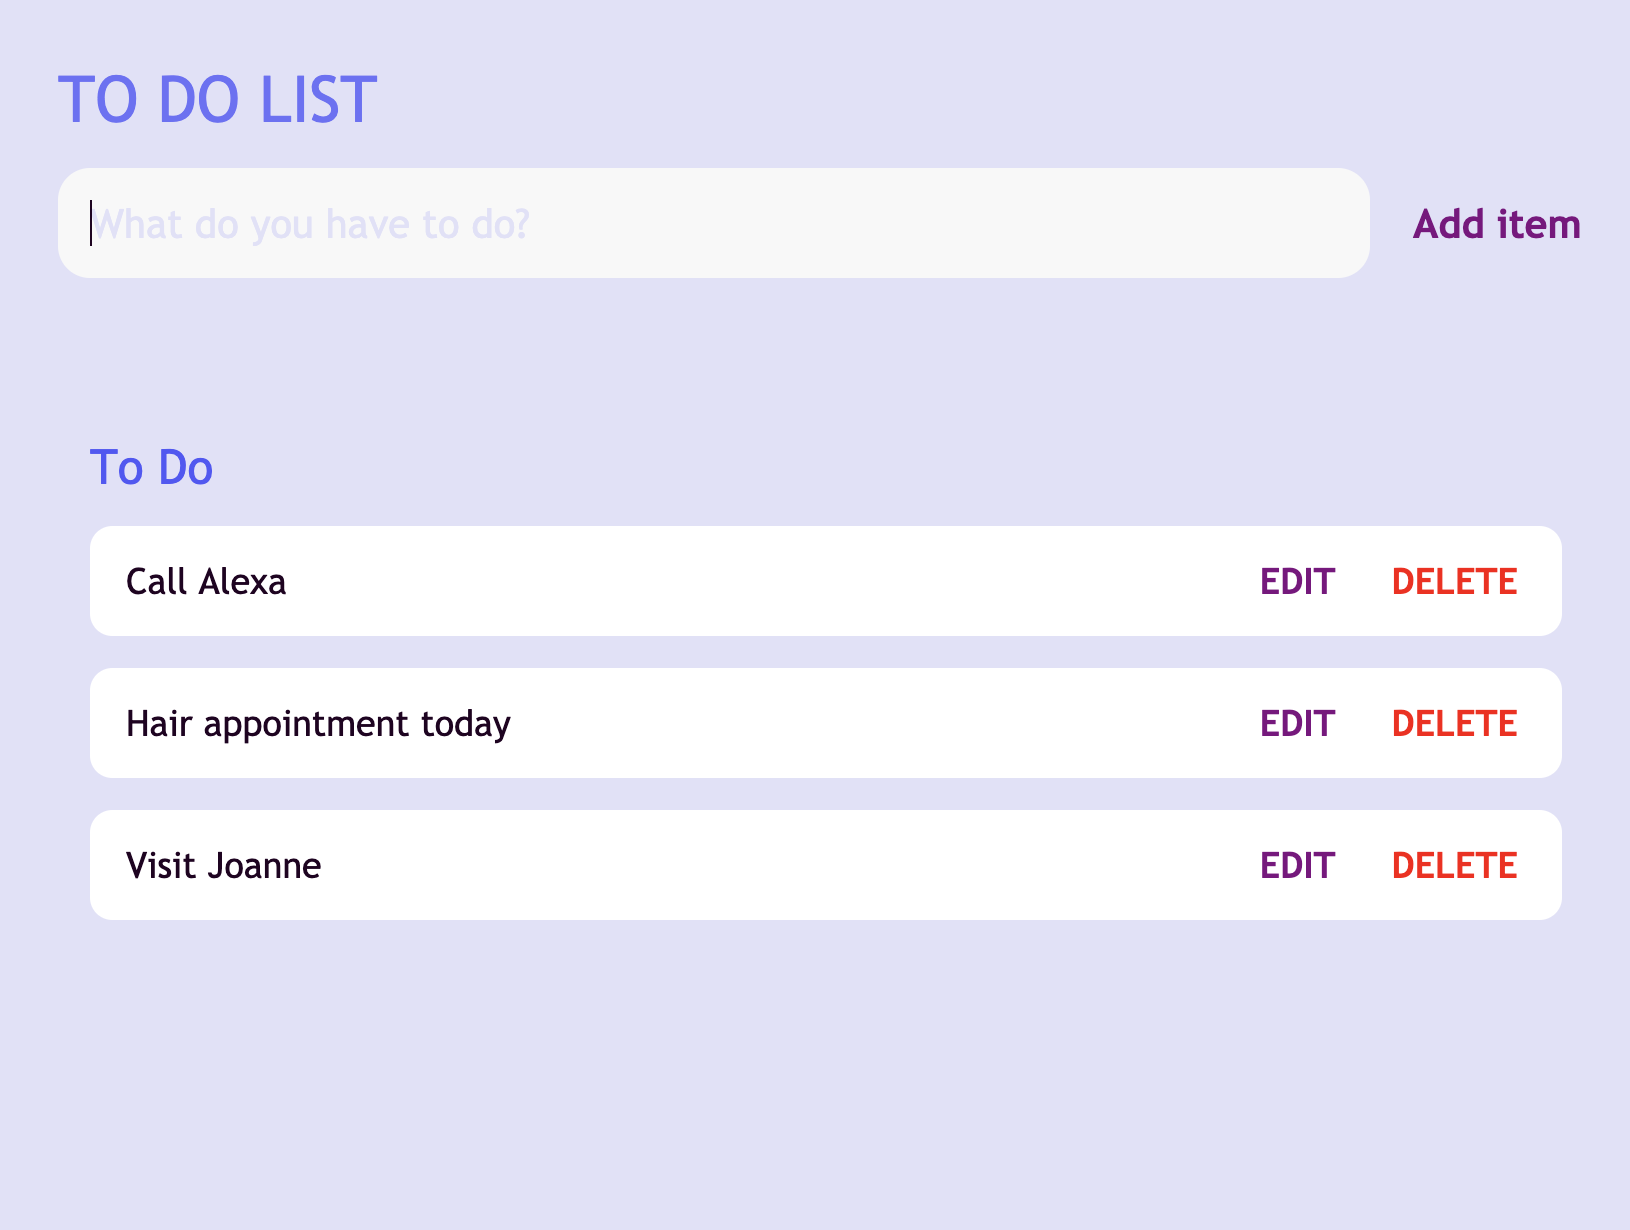 TO DO LIST
What do you have to do?
Add item
To Do
Call Alexa EDIT DELETE
Hair appointment today EDIT DELETE
Visit Joanne EDIT DELETE